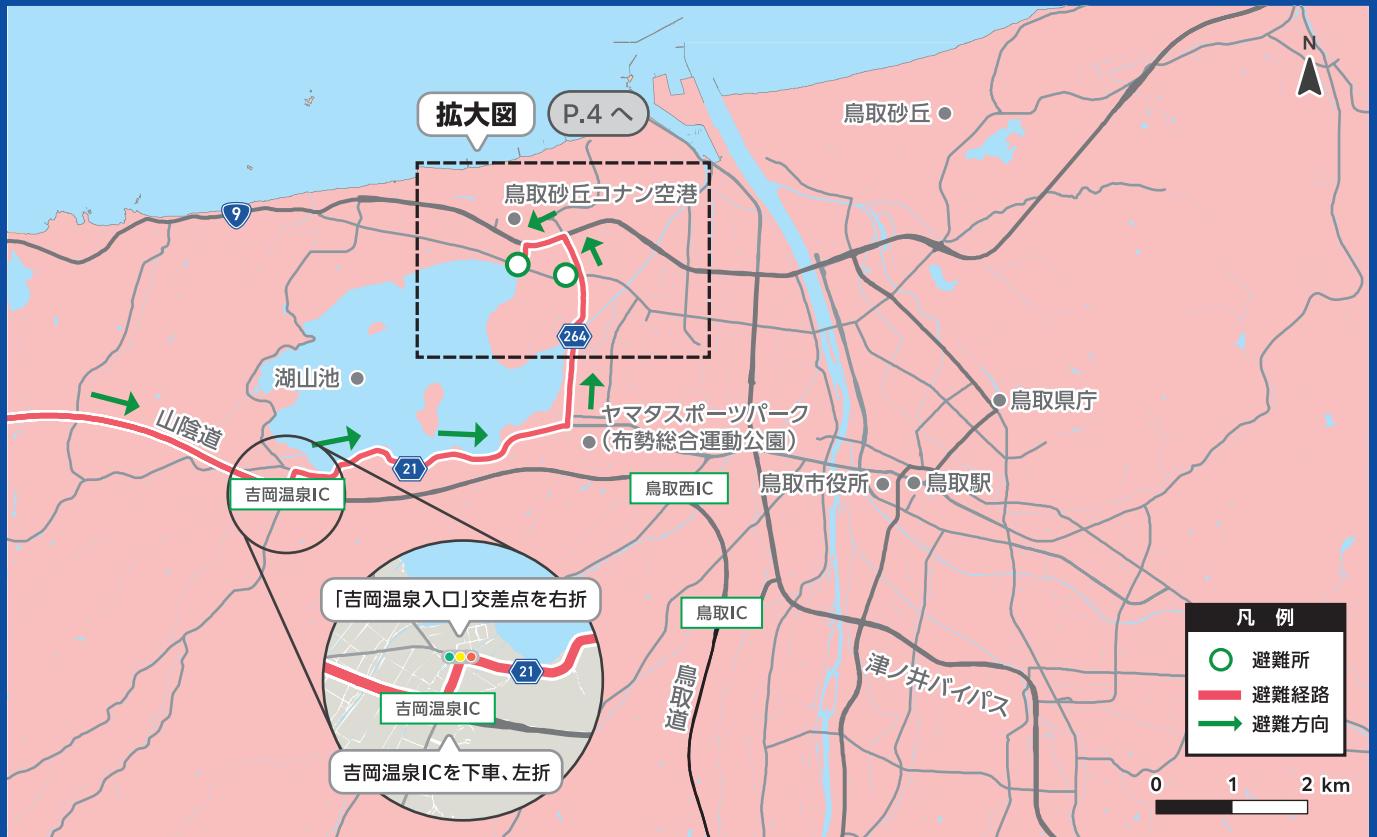 N
拡大図
P.4 へ
鳥取砂丘
鳥取砂丘コナン空港
9
264
湖山池
鳥取県庁
ヤマタスポーツパーク
(布勢総合運動公園)
山陰道
21
吉岡温泉IC
鳥取西IC
鳥取市役所
鳥取駅
「吉岡温泉入口」交差点を右折
鳥取IC
21
吉岡温泉IC
鳥取道
津ノ井バイパス
吉岡温泉ICを下車、左折
凡 例
避難所
避難経路
避難方向
0 1 2 km